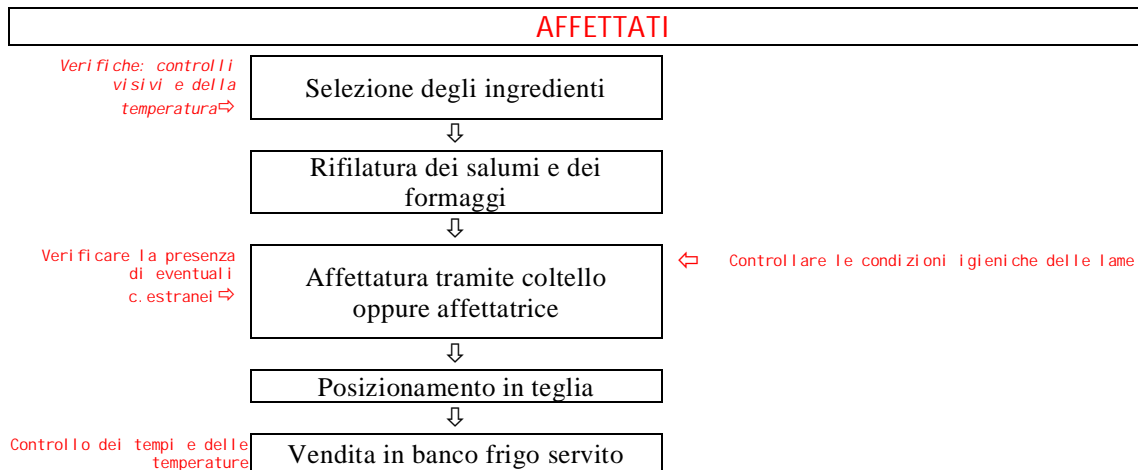 AFFETTATI
Verifiche: controlli
visivi e della
temperatura⇨
Selezione degli ingredienti
⇩
Rifilatura dei salumi e dei
formaggi
⇩
Verificare la presenza
di eventuali
c.estranei ⇨
Affettatura tramite coltello
oppure affettatrice
⇦ Controllare le condizioni igieniche delle lame
⇩
Posizionamento in teglia
⇩
Controllo dei tempi e delle
temperature
Vendita in banco frigo servito